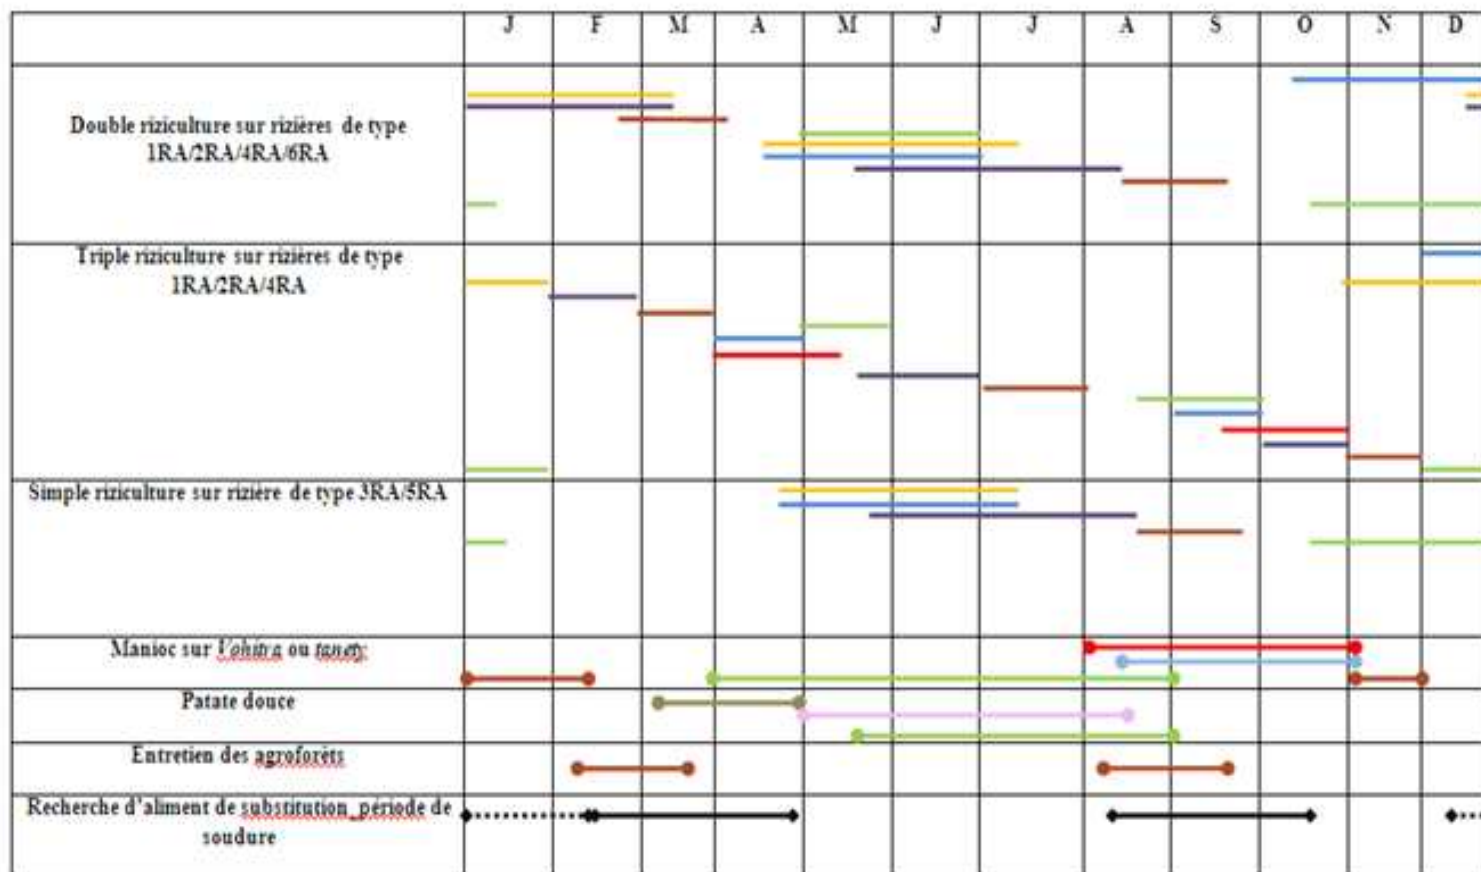 J F M A M J J A S O N D
Double riziculture sur rizières de type
1RA/2RA/4RA/6RA
Triple riziculture sur rizières de type
1RA/2RA/4RA
Simple riziculture sur rizière de type 3RA/5RA
Manioc sur Vohitra ou tanety
Patate douce
Entretien des agroforêts
Recherche d'aliment de substitution_période de
soudure